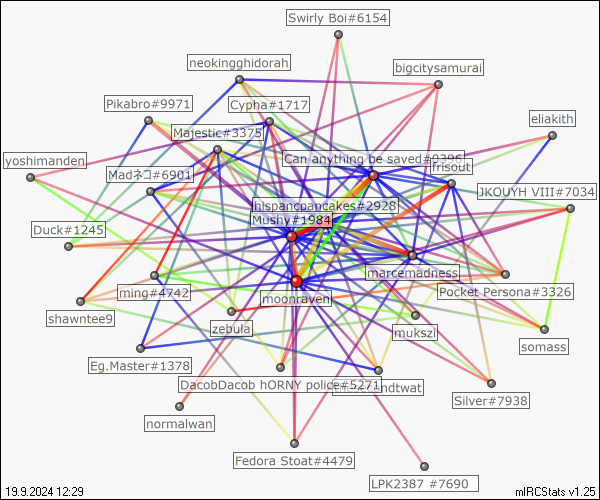 Swirly Boi#6154
neokingghidorah
bigcitysamurai
Pikabro#9971
Cypha#1717
eliakith
Majestic#3375
yoshimanden
Can anything be saved#2396
frisout
Madネコ#6901
JKOUYH VIII#7034
hispancpancakes#2928
Mushy#1984
Duck#1245
marcemadness
ming#4742
moonraven
Pocket Persona#3326
shawntee9
zebula
mukszi
somass
Eg.Master#1378
DacobDacob hORNY police#5271
Silver#7938
normalwan
Fedora Stoat#4479
LPK2387 #7690
19.9.2024 12:29
mIRCStats v1.25